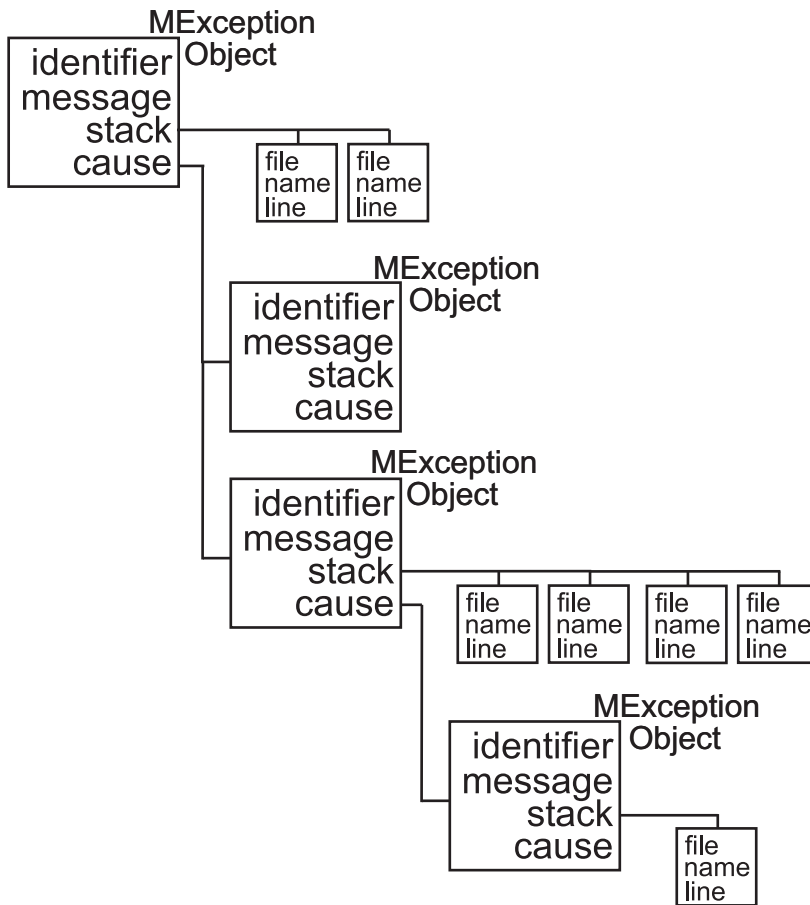 MException
Object
identifier
message
stack
cause
file
name
line
file
name
line
MException
Object
identifier
message
stack
cause
MException
Object
identifier
message
stack
cause
file
name
line
file
name
line
file
name
line
file
name
line
MException
Object
identifier
message
stack
cause
file
name
line